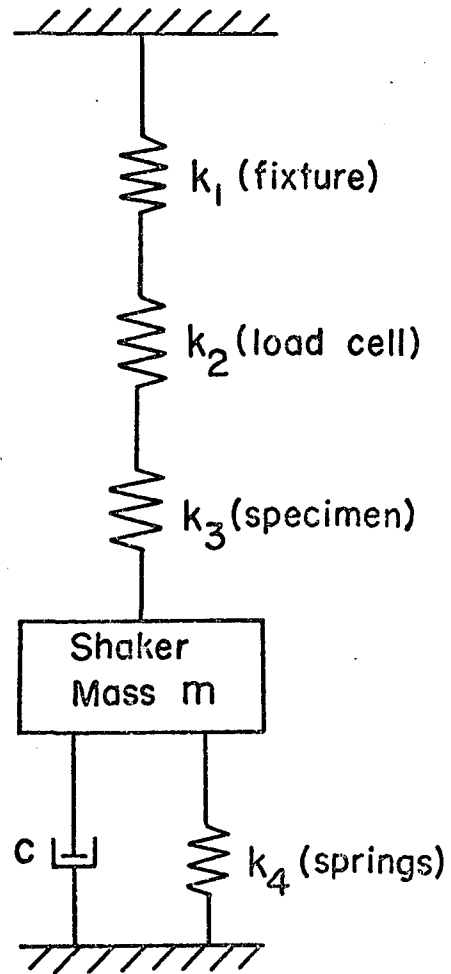 k₁ (fixture)
k₂ (load cell)
k₃ (specimen)
Shaker
Mass m
c
k₄ (springs)